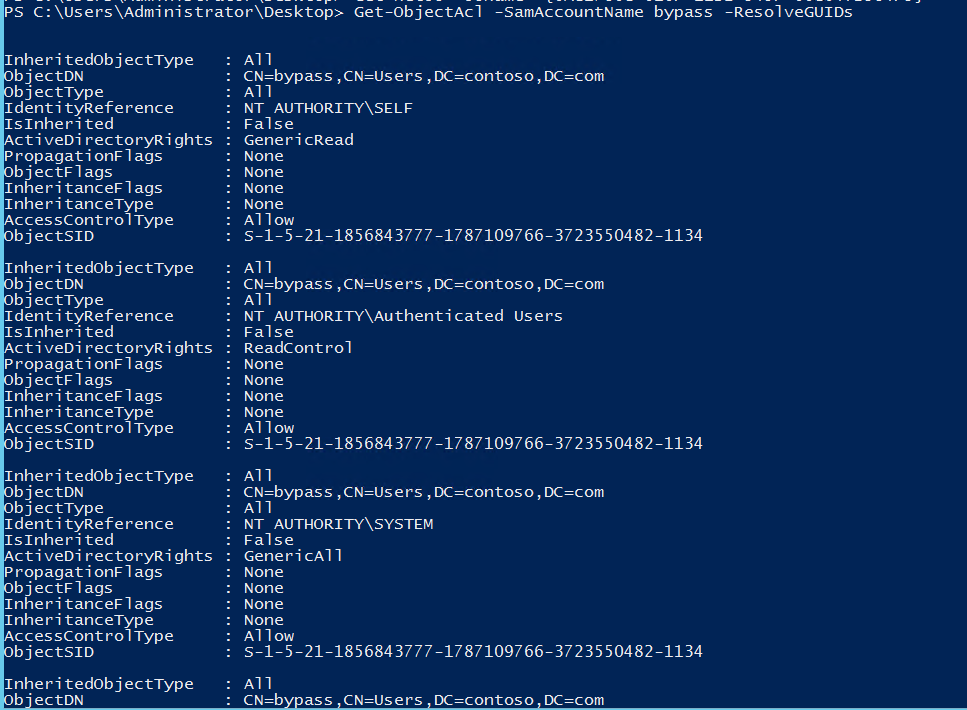 PS C:\Users\Administrator\Desktop> Get-ObjectAcl -SamAccountName bypass -ResolveGUIDs
InheritedObjectType : All
ObjectDN : CN=bypass,CN=Users,DC=contoso,DC=com
ObjectType : All
IdentityReference : NT AUTHORITY\SELF
IsInherited : False
ActiveDirectoryRights : GenericRead
PropagationFlags : None
ObjectFlags : None
InheritanceFlags : None
InheritanceType : None
AccessControlType : Allow
ObjectSID : S-1-5-21-1856843777-1787109766-3723550482-1134
InheritedObjectType : All
ObjectDN : CN=bypass,CN=Users,DC=contoso,DC=com
ObjectType : All
IdentityReference : NT AUTHORITY\Authenticated Users
IsInherited : False
ActiveDirectoryRights : ReadControl
PropagationFlags : None
ObjectFlags : None
InheritanceFlags : None
InheritanceType : None
AccessControlType : Allow
ObjectSID : S-1-5-21-1856843777-1787109766-3723550482-1134
InheritedObjectType : All
ObjectDN : CN=bypass,CN=Users,DC=contoso,DC=com
ObjectType : All
IdentityReference : NT AUTHORITY\SYSTEM
IsInherited : False
ActiveDirectoryRights : GenericAll
PropagationFlags : None
ObjectFlags : None
InheritanceFlags : None
InheritanceType : None
AccessControlType : Allow
ObjectSID : S-1-5-21-1856843777-1787109766-3723550482-1134
InheritedObjectType : All
ObjectDN : CN=bypass,CN=Users,DC=contoso,DC=com